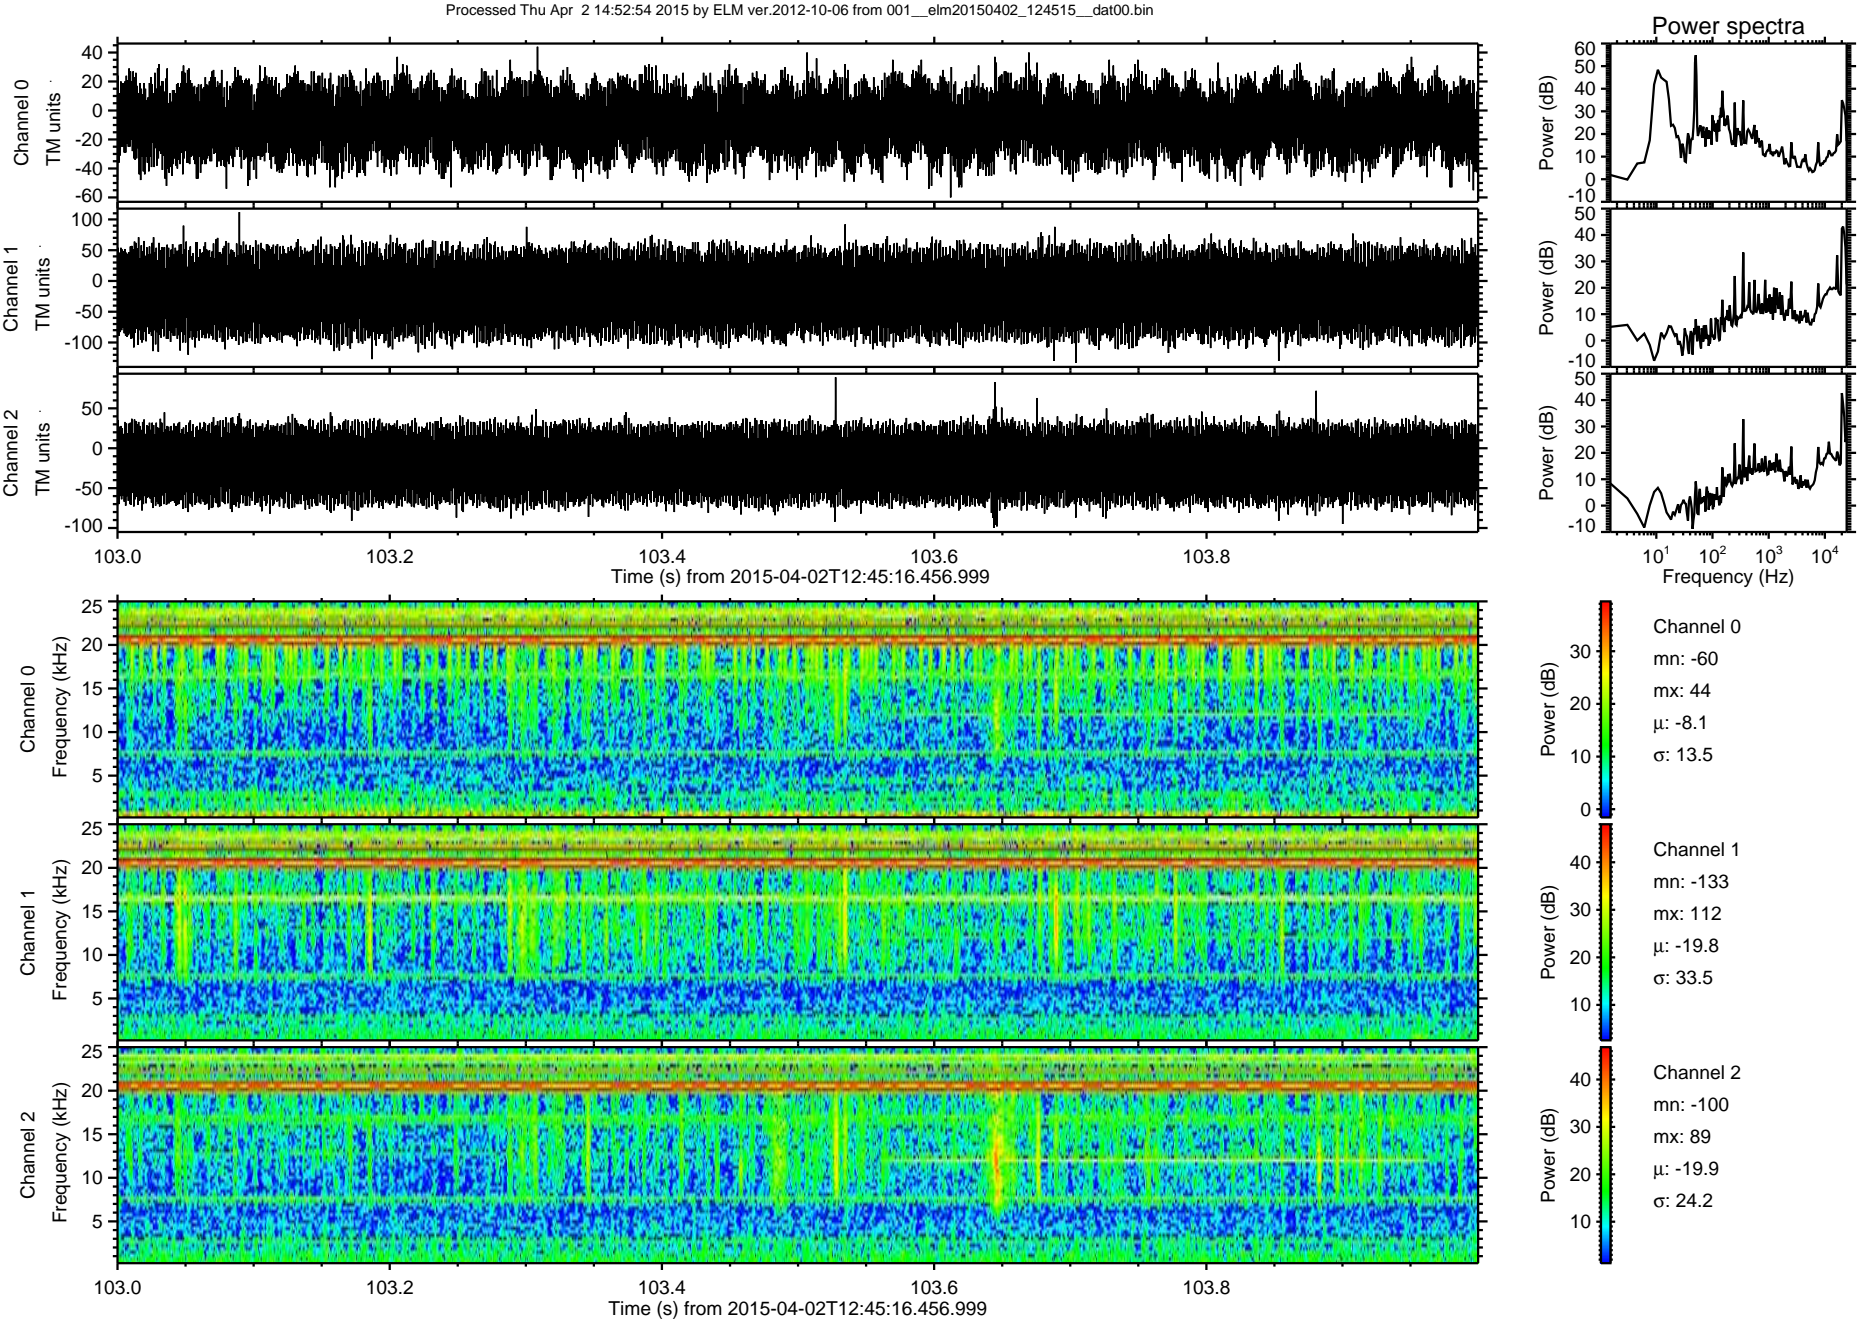 Processed Thu Apr  2 14:52:54 2015 by ELM ver.2012-10-06 from 001__elm20150402_124515__dat00.bin
Power spectra
Channel 0
TM units
40
20
0
-20
-40
-60
Power (dB)
60
50
40
30
20
10
0
-10
Channel 1
TM units
100
50
0
-50
-100
Power (dB)
50
40
30
20
10
0
-10
Channel 2
TM units
50
0
-50
-100
Power (dB)
50
40
30
20
10
0
-10
103.0 103.2 103.4 103.6 103.8
Time (s) from 2015-04-02T12:45:16.456.999
10^1 10^2 10^3 10^4
Frequency (Hz)
Channel 0
Frequency (kHz)
25
20
15
10
5
Power (dB)
30
20
10
0
Channel 0
mn: -60
mx: 44
μ: -8.1
σ: 13.5
Channel 1
Frequency (kHz)
25
20
15
10
5
Power (dB)
40
30
20
10
Channel 1
mn: -133
mx: 112
μ: -19.8
σ: 33.5
Channel 2
Frequency (kHz)
25
20
15
10
5
Power (dB)
40
30
20
10
Channel 2
mn: -100
mx: 89
μ: -19.9
σ: 24.2
103.0 103.2 103.4 103.6 103.8
Time (s) from 2015-04-02T12:45:16.456.999